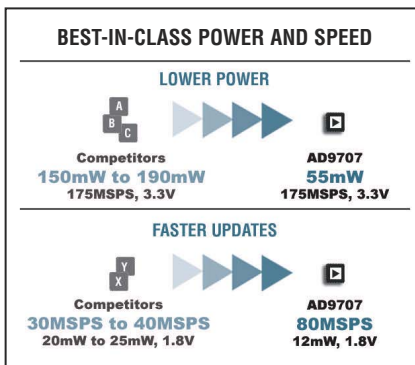 BEST-IN-CLASS POWER AND SPEED
LOWER POWER
A
B
C
Competitors
150mW to 190mW
175MSPS, 3.3V
AD9707
55mW
175MSPS, 3.3V
FASTER UPDATES
Y
X
Competitors
30MSPS to 40MSPS
20mW to 25mW, 1.8V
AD9707
80MSPS
12mW, 1.8V